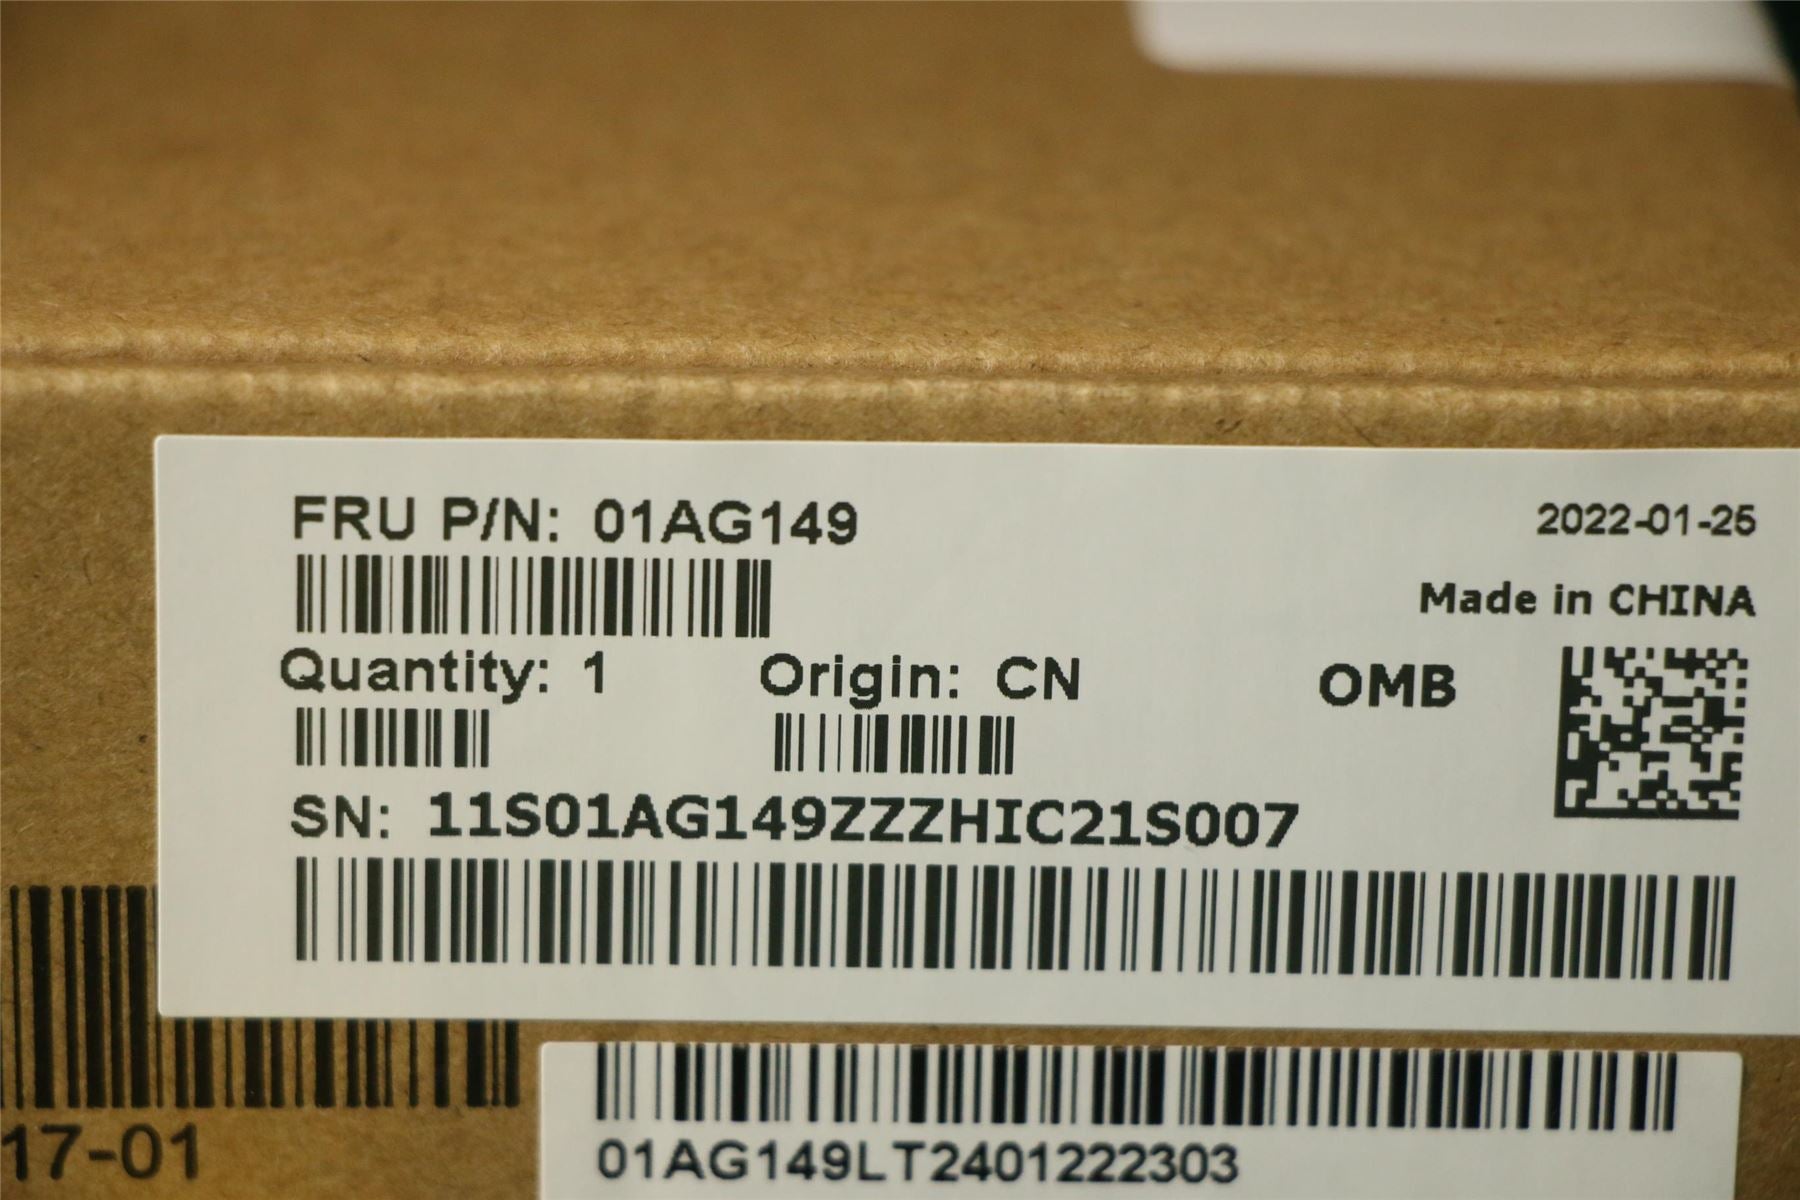 FRU P/N: 01AG149
2022-01-25
Made in CHINA
Quantity: 1
Origin: CN
OMB
SN: 11S01AG149ZZZHIC21S007
17-01
01AG149LT2401222303